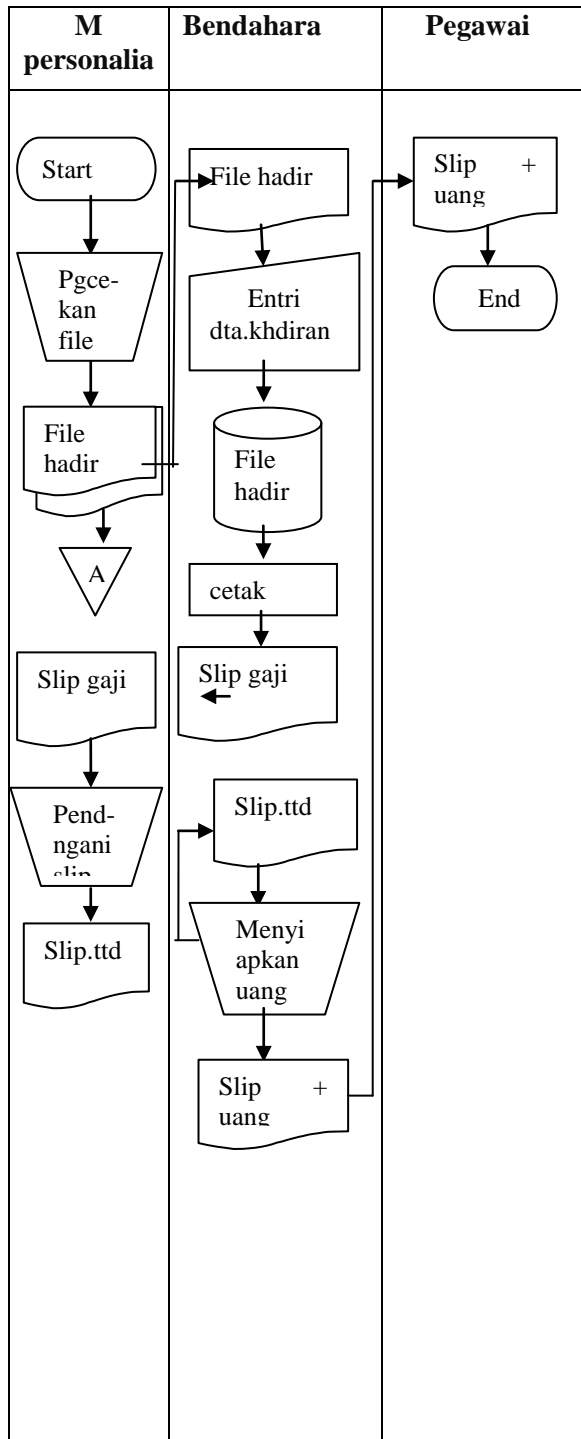 M
personalia
Bendahara
Pegawai
Start
Pgce-
kan
file
File
hadir
A
Slip gaji
Pend-
ngani
slip
Slip.ttd
File hadir
Entri
dta.khdiran
File
hadir
cetak
Slip gaji
Slip.ttd
Menyi
apkan
uang
Slip +
uang
Slip +
uang
End